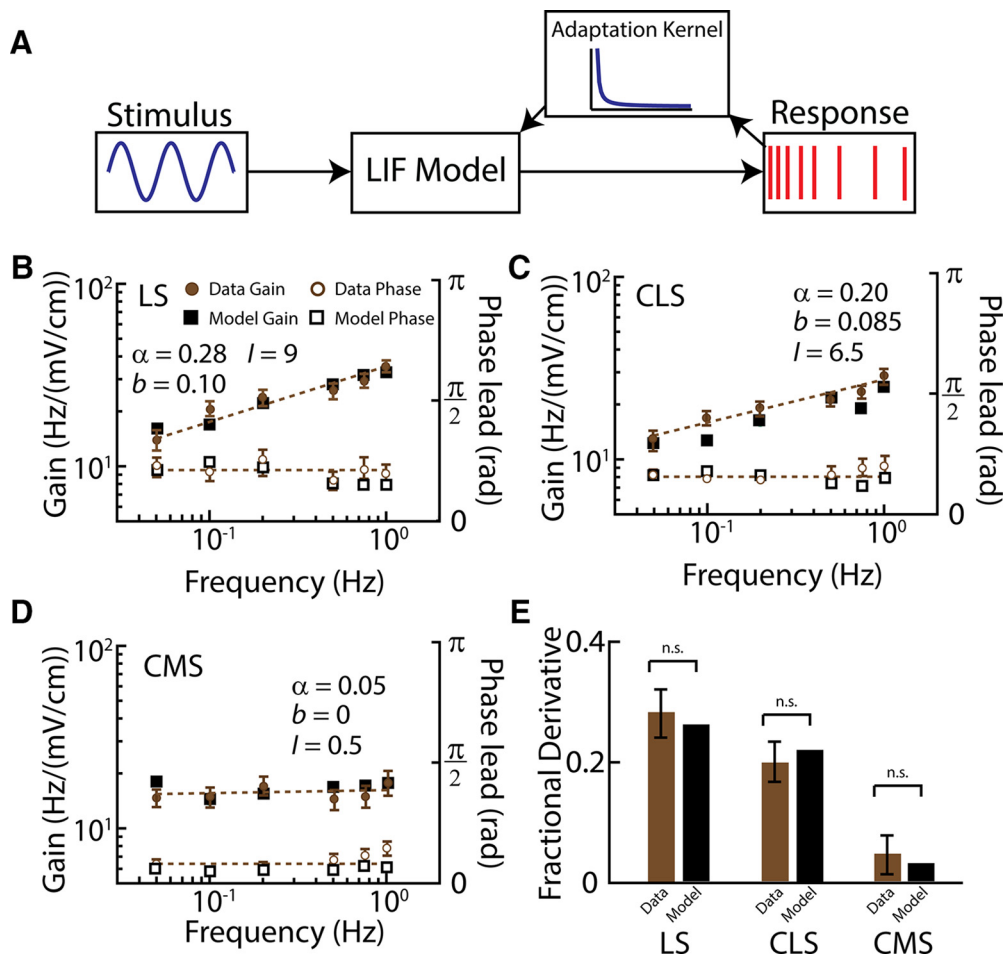 A
Adaptation Kernel
Stimulus
LIF Model
Response
B
LS
Data Gain
Data Phase
Model Gain
Model Phase
α = 0.28 l = 9
b = 0.10
Gain (Hz/(mV/cm))
10²
10¹
π
π/2
0
Phase lead (rad)
10⁻¹
10⁰
Frequency (Hz)
C
CLS
α = 0.20
b = 0.085
l = 6.5
Gain (Hz/(mV/cm))
10²
10¹
π
π/2
0
Phase lead (rad)
10⁻¹
10⁰
Frequency (Hz)
D
CMS
α = 0.05
b = 0
l = 0.5
Gain (Hz/(mV/cm))
10²
10¹
π
π/2
0
Phase lead (rad)
10⁻¹
10⁰
Frequency (Hz)
E
Fractional Derivative
0.4
0.2
0
n.s.
n.s.
n.s.
Data Model
Data Model
Data Model
LS
CLS
CMS